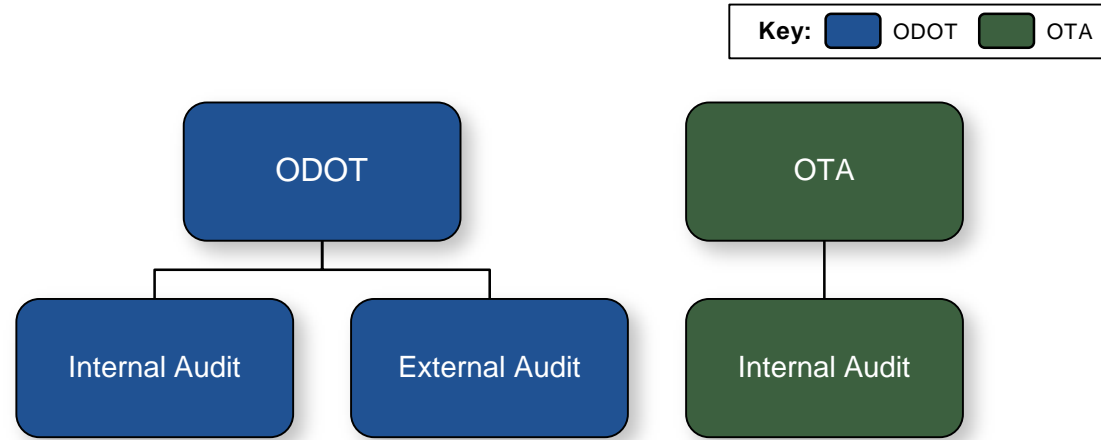 Key: ODOT OTA
ODOT OTA
Internal Audit External Audit Internal Audit